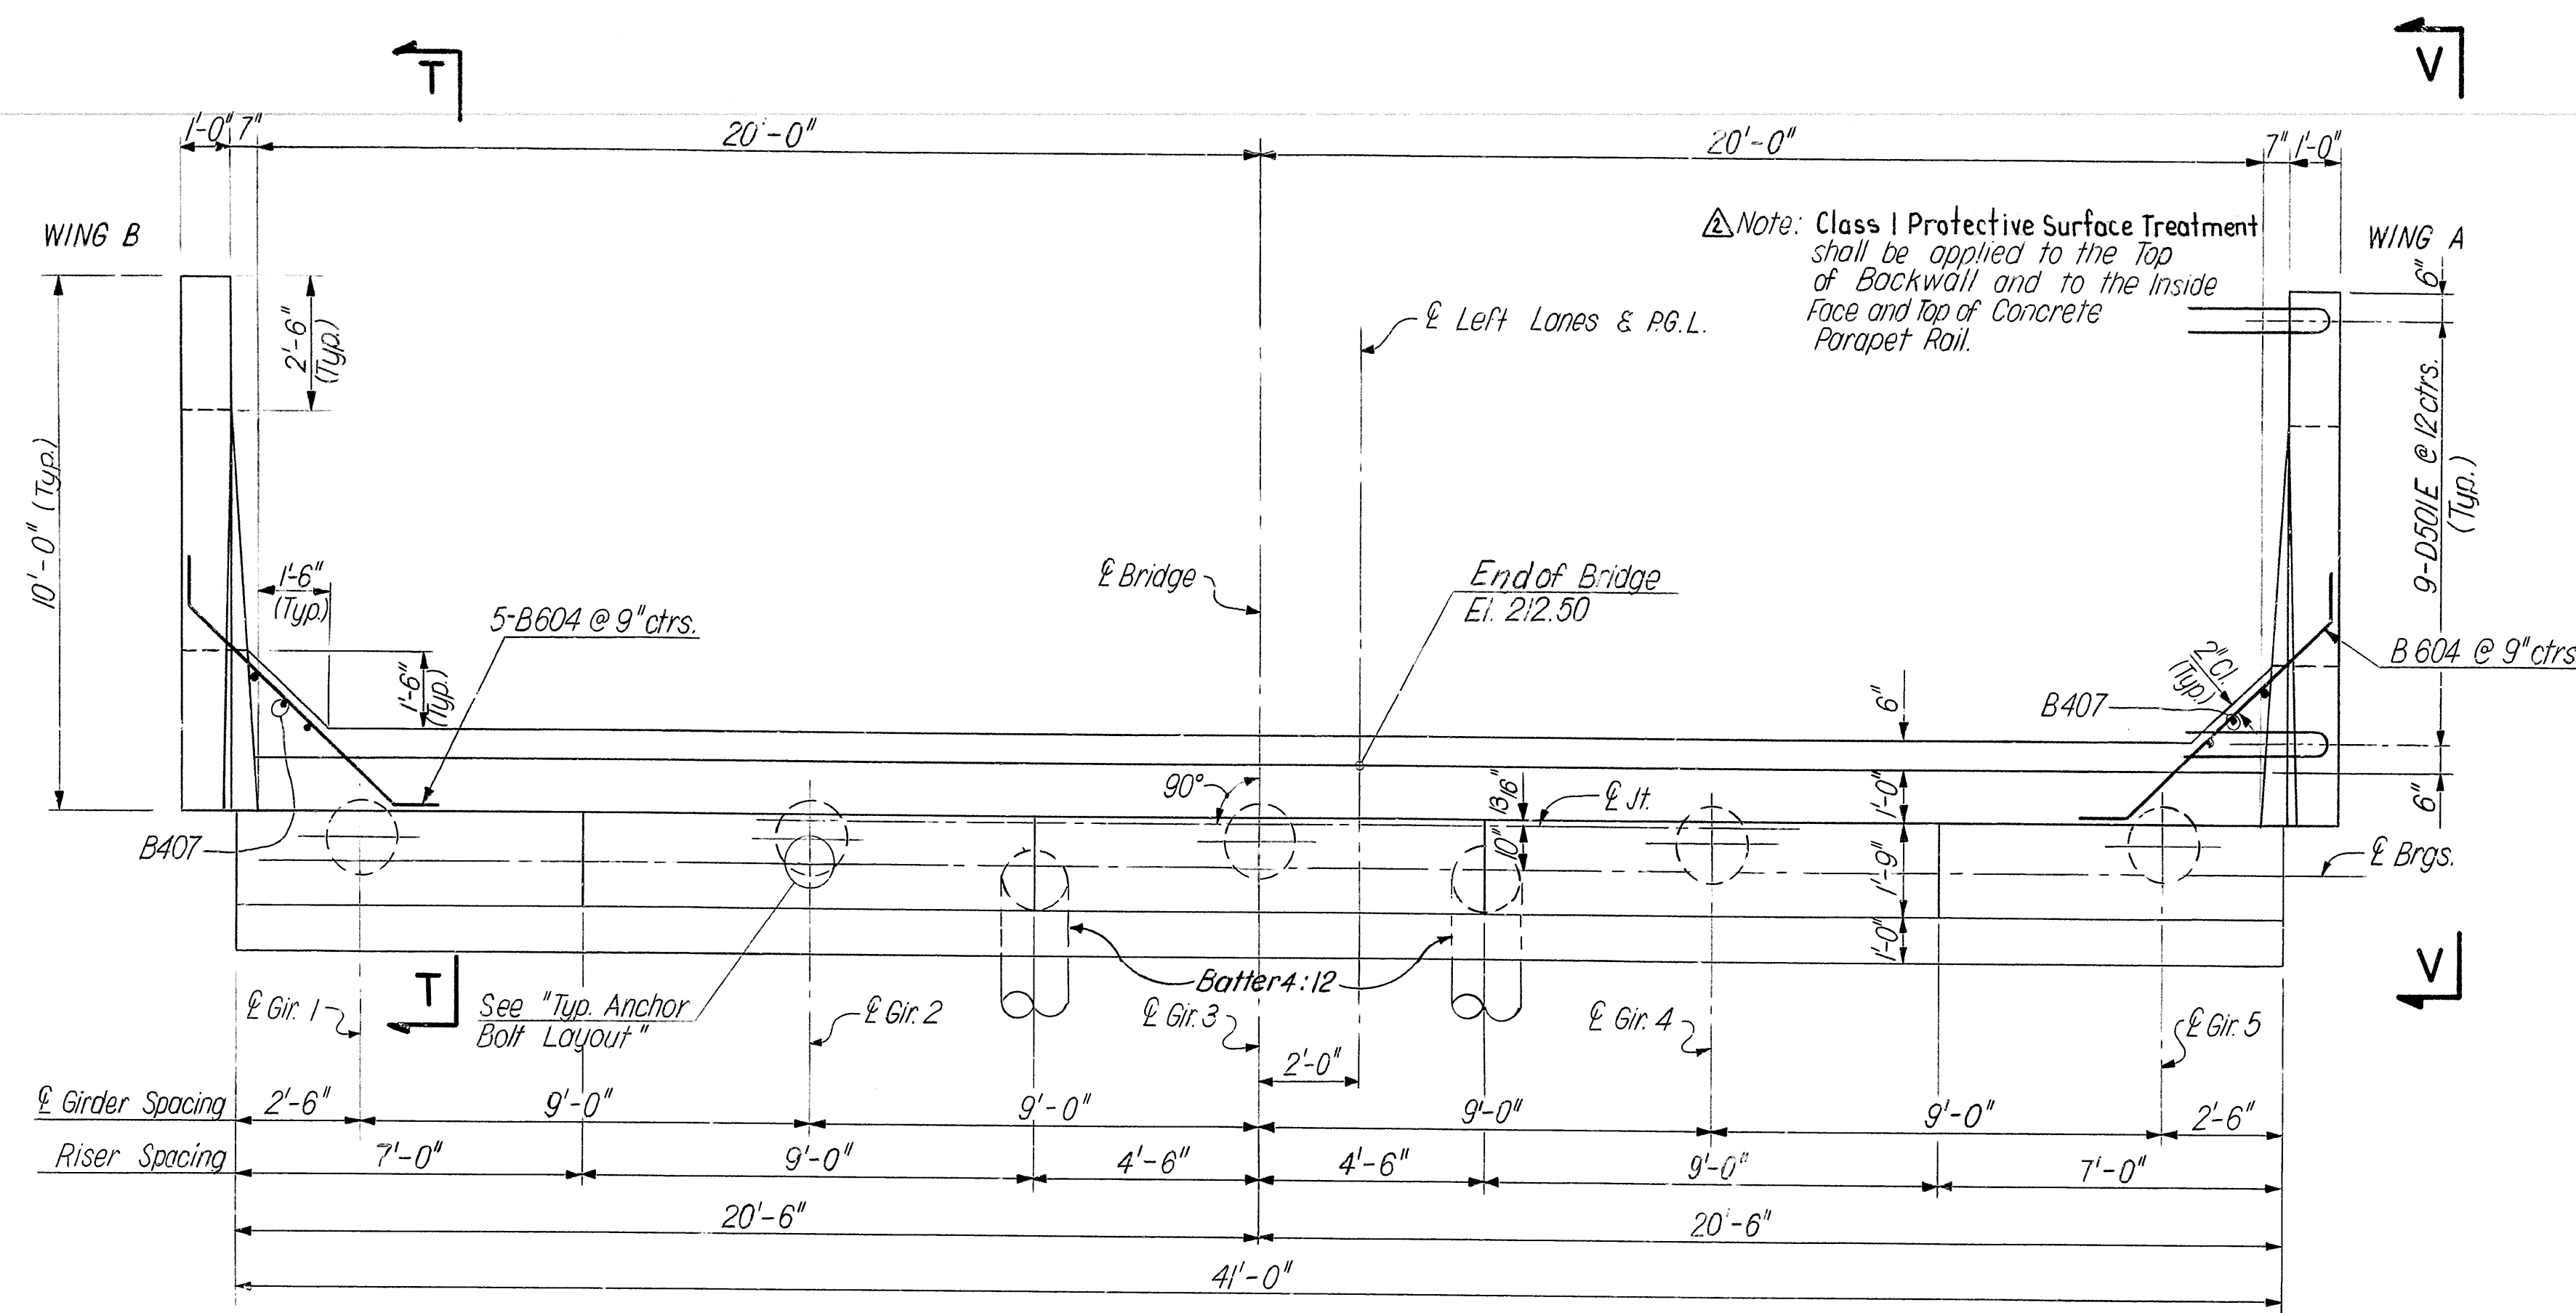 T
V
1'-0" 7" 20'-0" 20'-0" 7" 1'-0"
WING B
WING A
2 Note: Class 1 Protective Surface Treatment
shall be applied to the Top
of Backwall and to the Inside
Face and Top of Concrete
Parapet Rail.
6"
2'-6"
(Typ.)
℄ Left Lanes & P.G.L.
10'-0" (Typ.)
9-D501E @ 12ctrs.
(Typ.)
1'-6"
(Typ.)
5-B604 @ 9" ctrs.
℄ Bridge
End of Bridge
El. 212.50
1'-6"
(Typ.)
2" Cl.
(Typ.)
B 604 @ 9" ctrs
B407
6"
90°
13/16"
℄ Jt.
1'-0"
6"
B407
10"
1'-9"
℄ Brgs.
1'-0"
T
V
Batter 4:12
℄ Gir. 1
See "Typ. Anchor
Bolt Layout"
℄ Gir. 2
℄ Gir. 3
℄ Gir. 4
℄ Gir. 5
2'-0"
℄ Girder Spacing 2'-6" 9'-0" 9'-0" 9'-0" 9'-0" 2'-6"
Riser Spacing 7'-0" 9'-0" 4'-6" 4'-6" 9'-0" 7'-0"
20'-6" 20'-6"
41'-0"